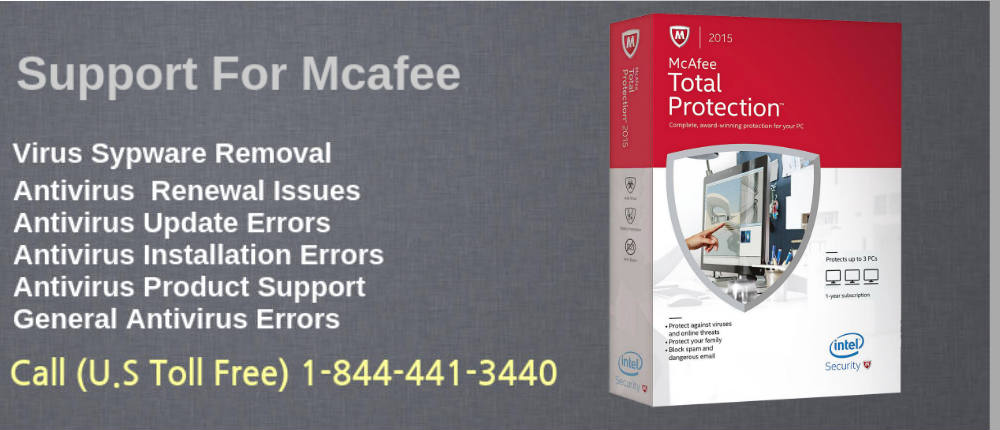 Support For Mcafee
Virus Sypware Removal
Antivirus Renewal Issues
Antivirus Update Errors
Antivirus Installation Errors
Antivirus Product Support
General Antivirus Errors
Call (U.S Toll Free) 1-844-441-3440
M
2015
McAfee
Total
Protection™
Complete, award-winning protection for your PC
McAfee
Total
Protection 2015
Protects up to 3 PCs
1-year subscription
• Protect against viruses
and online threats
• Protect your family
• Block spam and
dangerous email
intel
Security
intel
Security